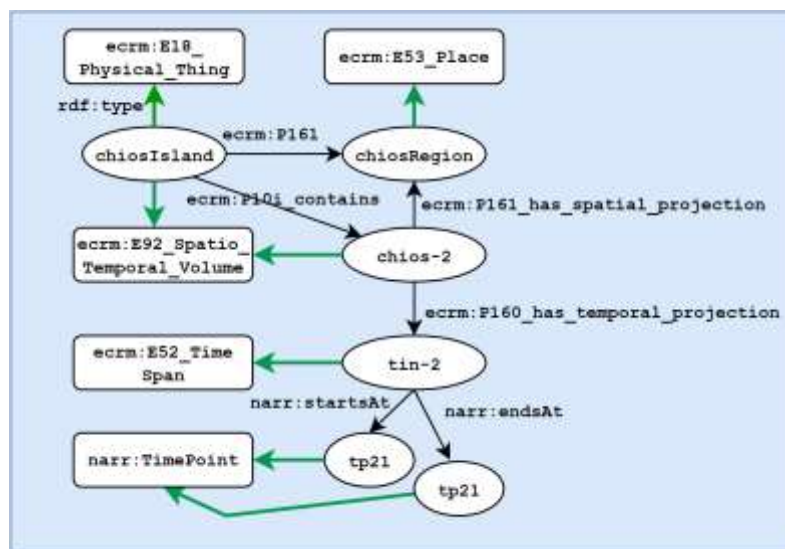 ecrm:E18_
Physical_Thing
ecrm:E53_Place
rdf:type
ecrm:P161
chiosIsland
chiosRegion
ecrm:P10i_contains
ecrm:P161_has_spatial_projection
ecrm:E92_Spatio_
Temporal_Volume
chios-2
ecrm:P160_has_temporal_projection
ecrm:E52_Time
Span
tin-2
narr:startsAt
narr:endsAt
narr:TimePoint
tp21
tp21